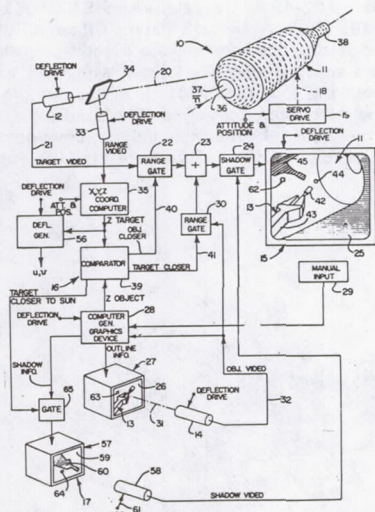 10
34
38
DEFLECTION
DRIVE
20
11
37
π
36
18
12
33
DEFLECTION
DRIVE
SERVO
DRIVE
15
21
RANGE
VIDEO
22
23
24
ATTITUDE &
POSITION
DEFLECTION
DRIVE
TARGET VIDEO
RANGE
GATE
+
SHADOW
GATE
45
11
DEFLECTION
DRIVE
X,Y,Z
COORD.
COMPUTER
35
30
62
44
ATT. &
POS.
40
13
42
DEFL.
GEN.
Z TARGET
RANGE
GATE
43
56
OBJ.
CLOSER
41
25
u,v
COMPARATOR
TARGET CLOSER
15
16
39
MANUAL
INPUT
TARGET
CLOSER TO SUN
Z OBJECT
29
DEFLECTION
DRIVE
28
COMPUTER
GEN.
GRAPHICS
DEVICE
27
OUTLINE
INFO.
26
SHADOW
INFO.
DEFLECTION
DRIVE
OBJ. VIDEO
65
63
32
GATE
13
31
14
57
58
59
60
64
17
SHADOW VIDEO
61